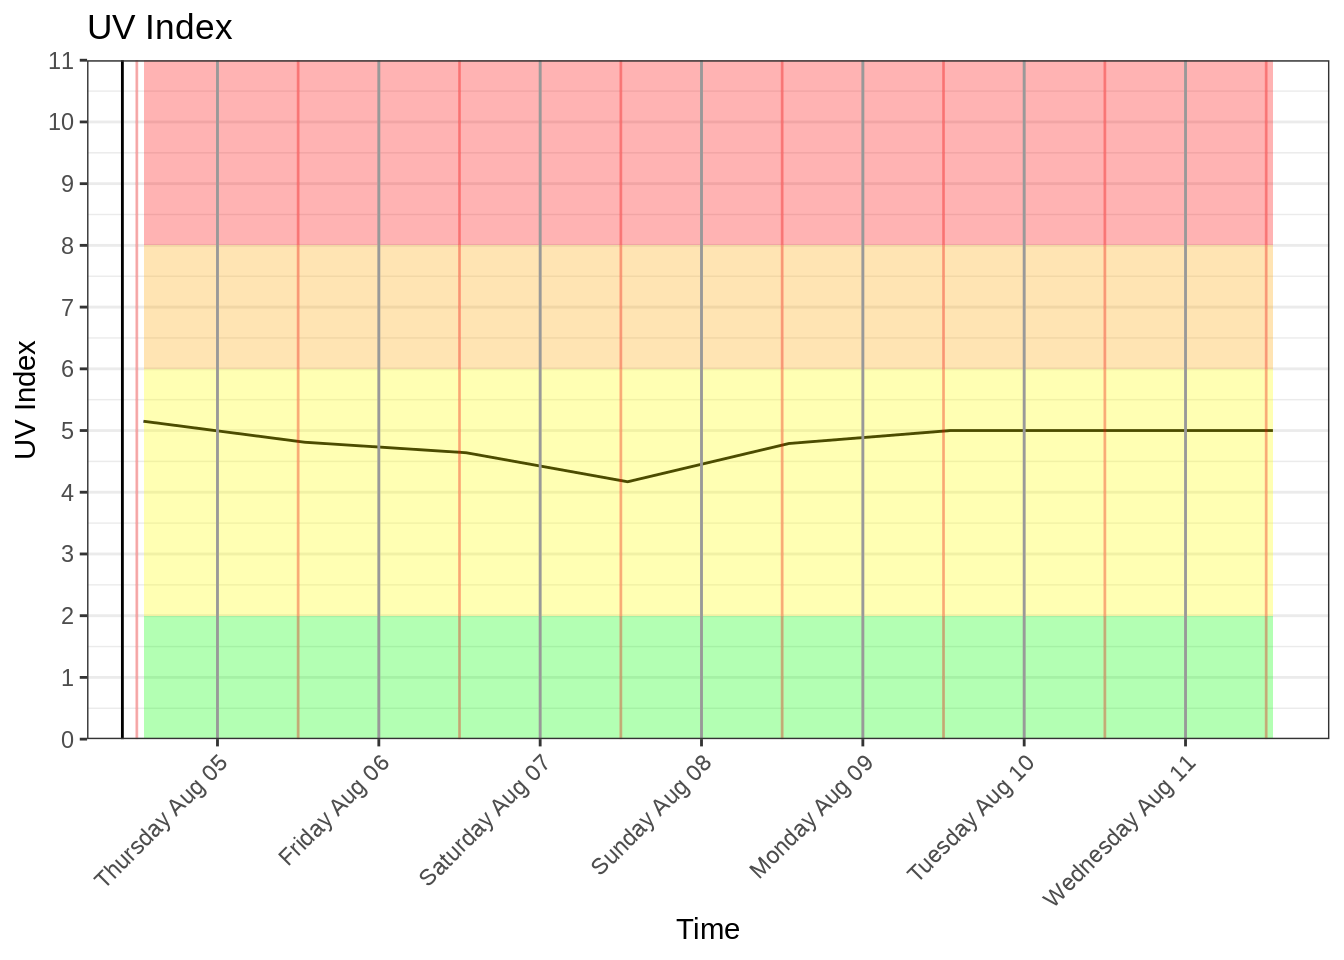 UV Index
11
10
9
8
7
6
5
4
3
2
1
0
UV Index
Thursday Aug 05
Friday Aug 06
Saturday Aug 07
Sunday Aug 08
Monday Aug 09
Tuesday Aug 10
Wednesday Aug 11
Time